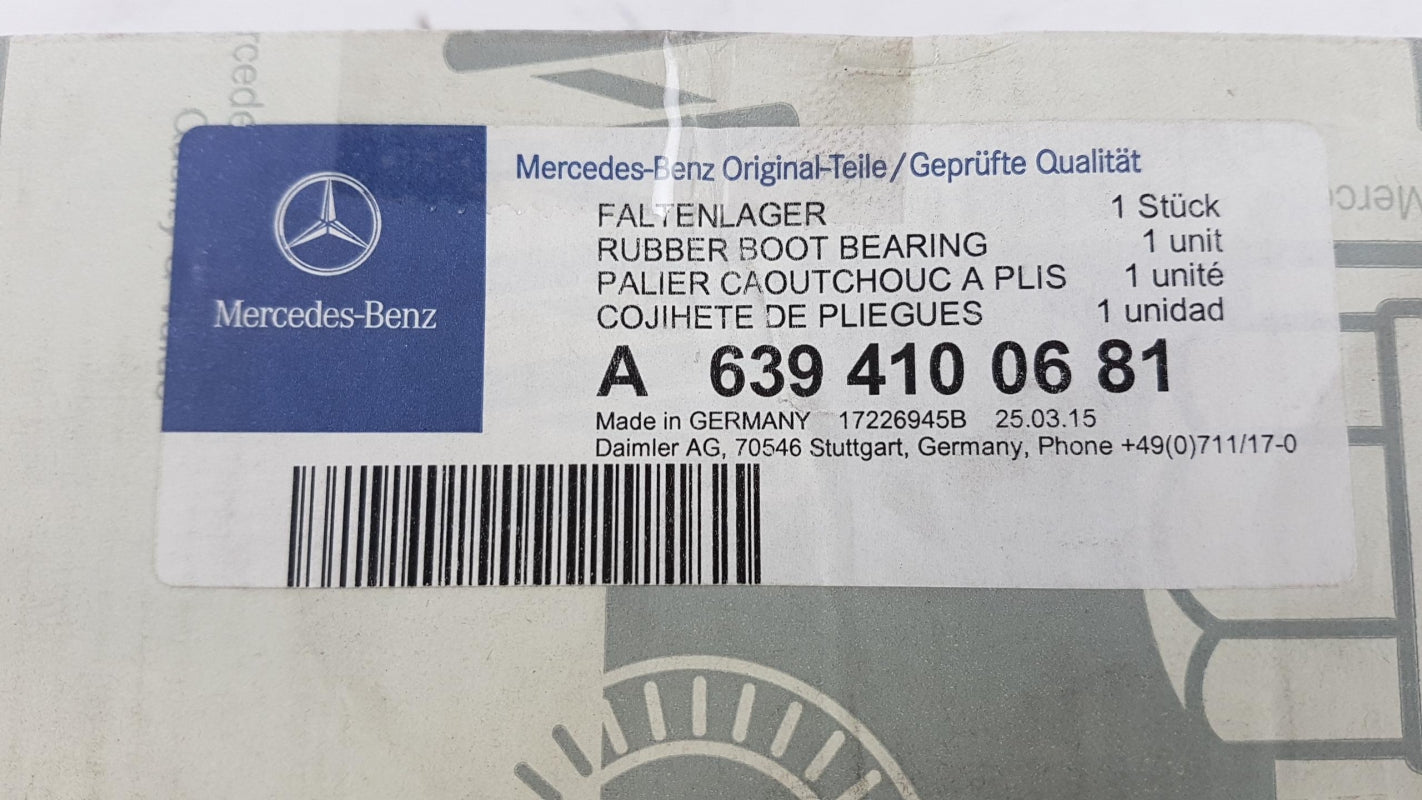 Mercedes-Benz
Mercedes-Benz Original-Teile/Geprüfte Qualität
FALTENLAGER 1 Stück
RUBBER BOOT BEARING 1 unit
PALIER CAOUTCHOUC A PLIS 1 unité
COJIHETE DE PLIEGUES 1 unidad
A 639 410 06 81
Made in GERMANY 17226945B 25.03.15
Daimler AG, 70546 Stuttgart, Germany, Phone +49(0)711/17-0